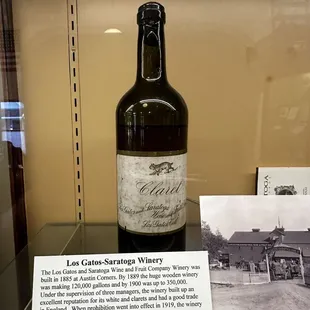 Claret
Saratoga
Los Gatos
Los Gatos-Saratoga Winery
The Los Gatos and Saratoga Wine and Fruit Company Winery was
built in 1885 at Austin Corners. By 1889 the huge wooden winery
was making 120,000 gallons and by 1900 was up to 350,000.
Under the supervision of three managers, the winery built up an
excellent reputation for its white and clarets and had a good trade
in England. When prohibition went into effect in 1919, the winery